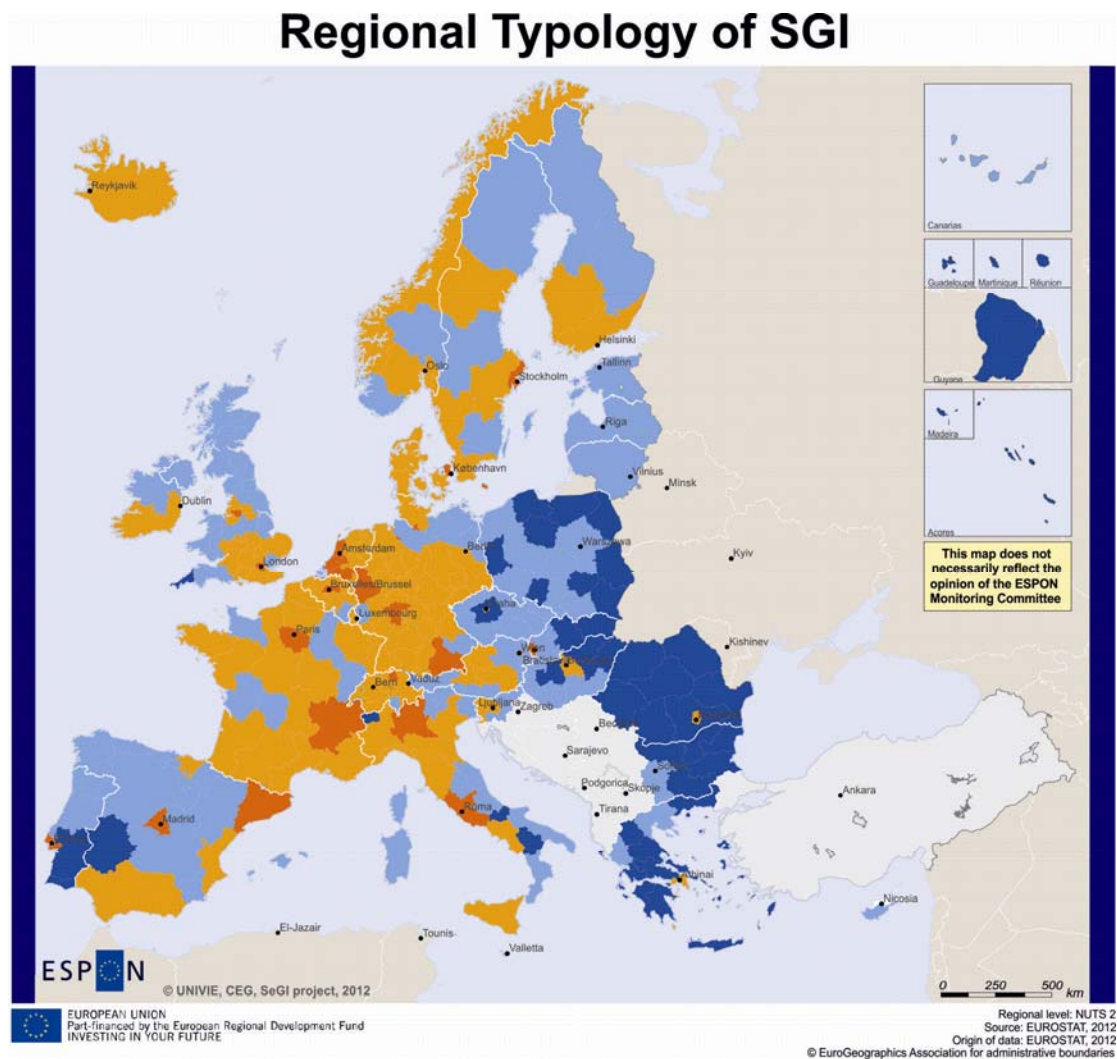 Regional Typology of SGI
Reykjavik
Canarias
Guadeloupe
Martinique
Réunion
Guyane
Madeira
Acores
This map does not
necessarily reflect the
opinion of the ESPON
Monitoring Committee
Helsinki
Tallinn
Oslo
Stockholm
Riga
København
Vilnius
Minsk
Dublin
Amsterdam
London
Warszawa
Kyiv
Bruxelles/Brussel
Luxembourg
Paris
Wien
Kishinev
Bern
Vaduz
Ljubljana
Zagreb
Sarajevo
Podgorica
Skopje
Tirana
Ankara
Roma
Madrid
Nicosia
El-Jazair
Tounis
Valletta
ESPON
© UNIVIE, CEG, SeGI project, 2012
0 250 500
km
EUROPEAN UNION
Part-financed by the European Regional Development Fund
INVESTING IN YOUR FUTURE
Regional level: NUTS 2
Source: EUROSTAT, 2012
Origin of data: EUROSTAT, 2012
© EuroGeographics Association for administrative boundaries